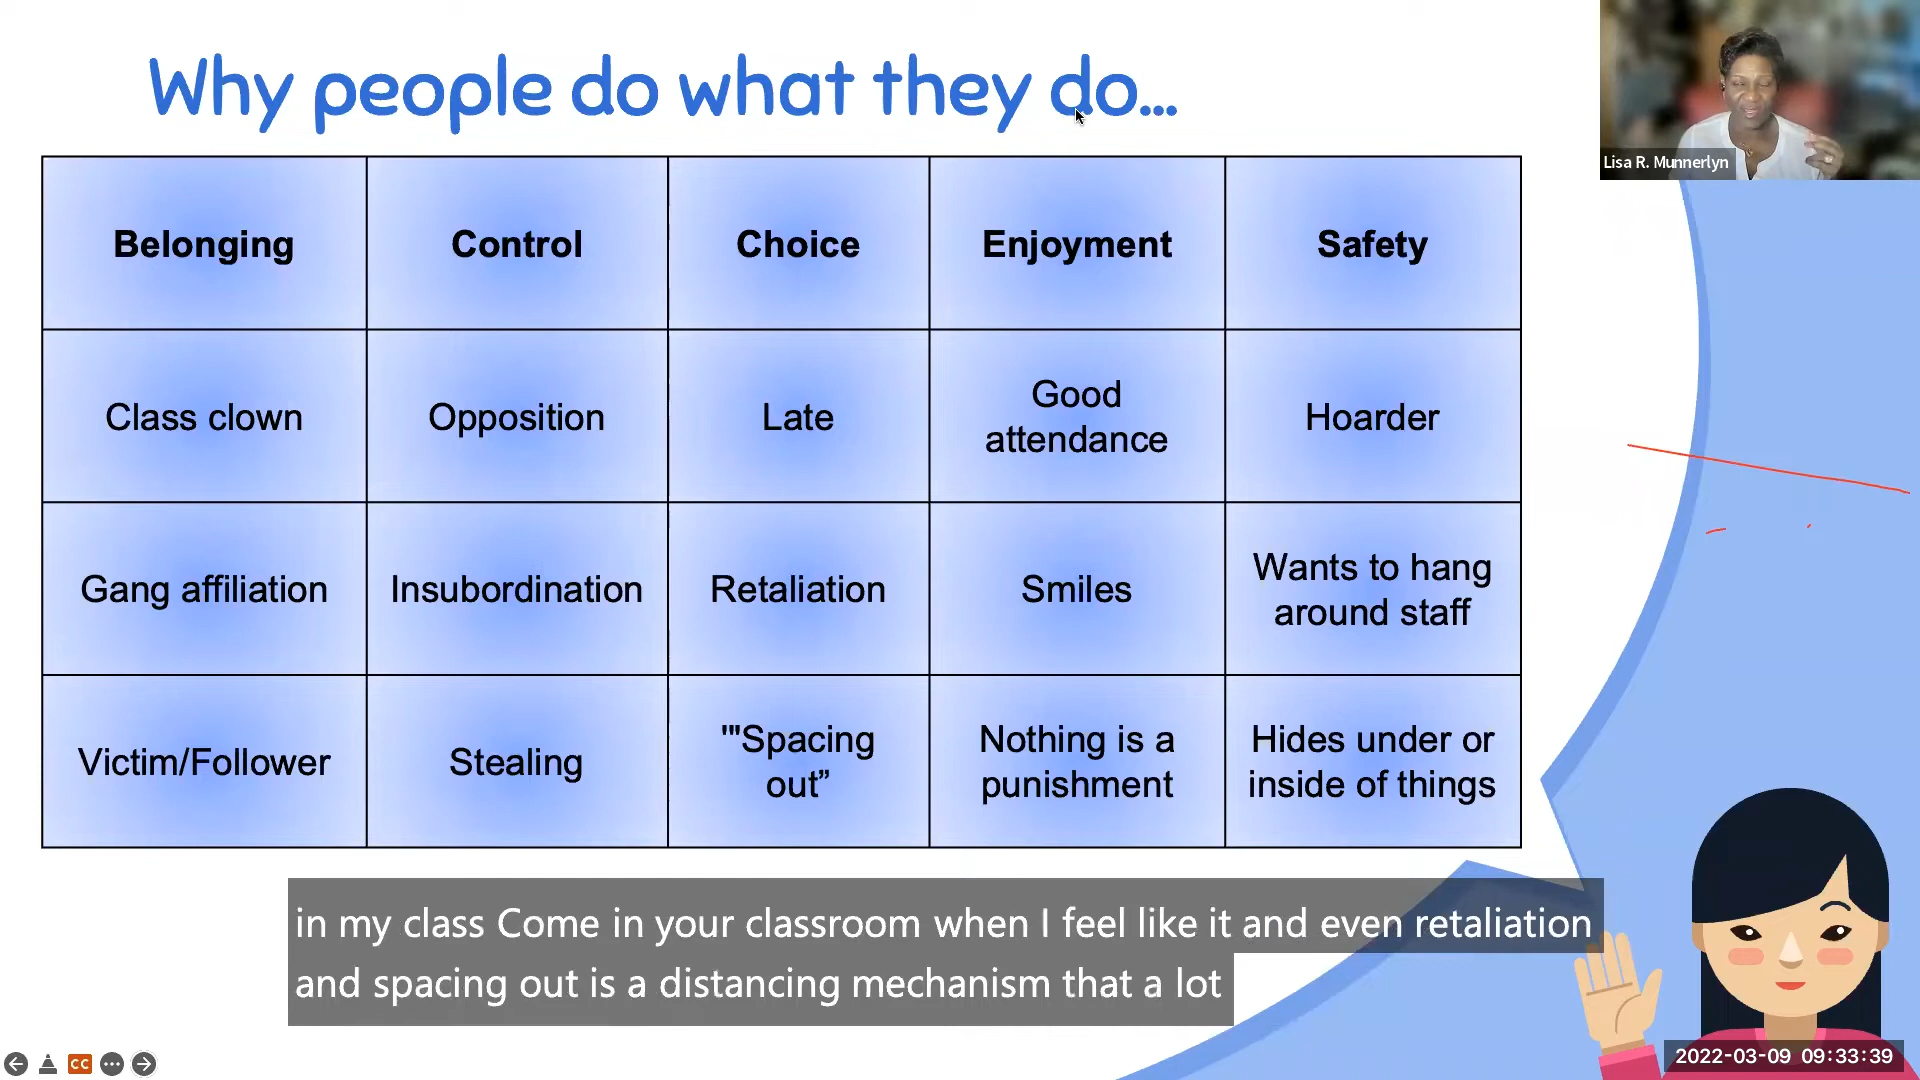 Why people do what they do...
Lisa R. Munnerlyn
Belonging
Control
Choice
Enjoyment
Safety
Class clown
Opposition
Late
Good
attendance
Hoarder
Gang affiliation
Insubordination
Retaliation
Smiles
Wants to hang
around staff
Victim/Follower
Stealing
'"Spacing
out”
Nothing is a
punishment
Hides under or
inside of things
in my class Come in your classroom when I feel like it and even retaliation
and spacing out is a distancing mechanism that a lot
CC
2022-03-09 09:33:39